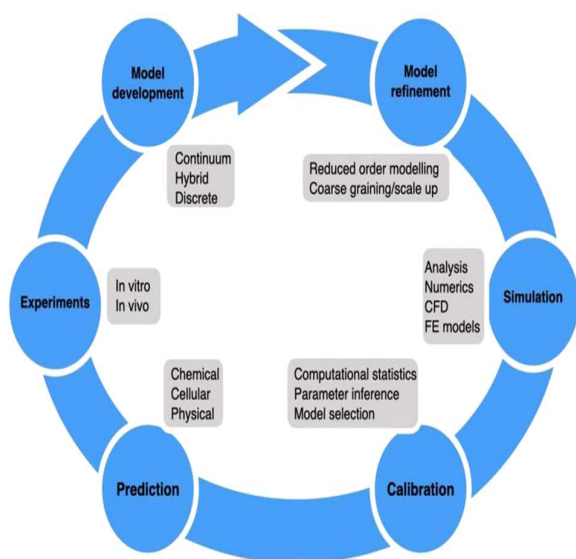 Model
development
Model
refinement
Continuum
Hybrid
Discrete
Reduced order modelling
Coarse graining/scale up
Experiments
In vitro
In vivo
Analysis
Numerics
CFD
FE models
Simulation
Chemical
Cellular
Physical
Computational statistics
Parameter inference
Model selection
Prediction
Calibration